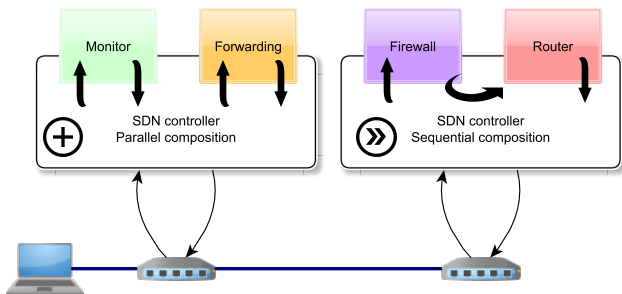 Monitor
Forwarding
SDN controller
Parallel composition
Firewall
Router
SDN controller
Sequential composition